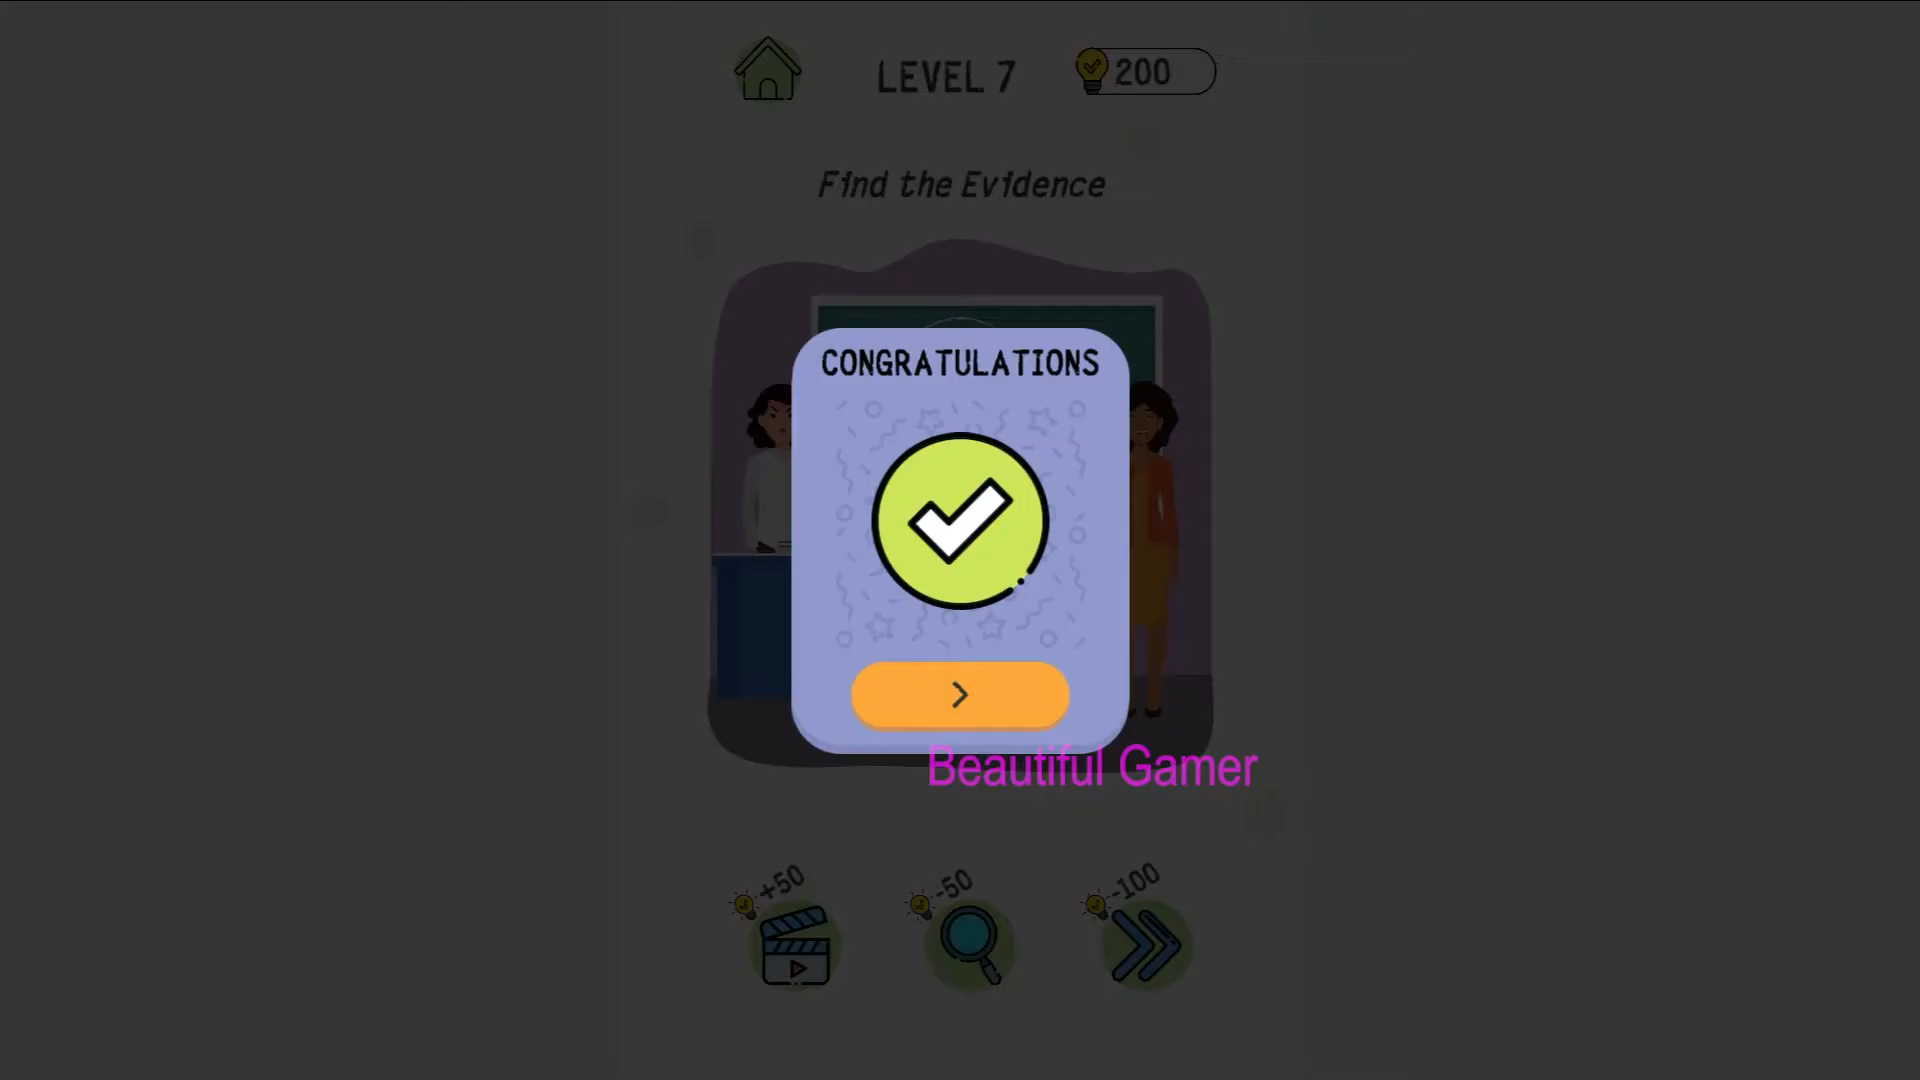 LEVEL 7
200
Find the Evidence
CONGRATULATIONS
Beautiful Gamer
+50
-50
-100